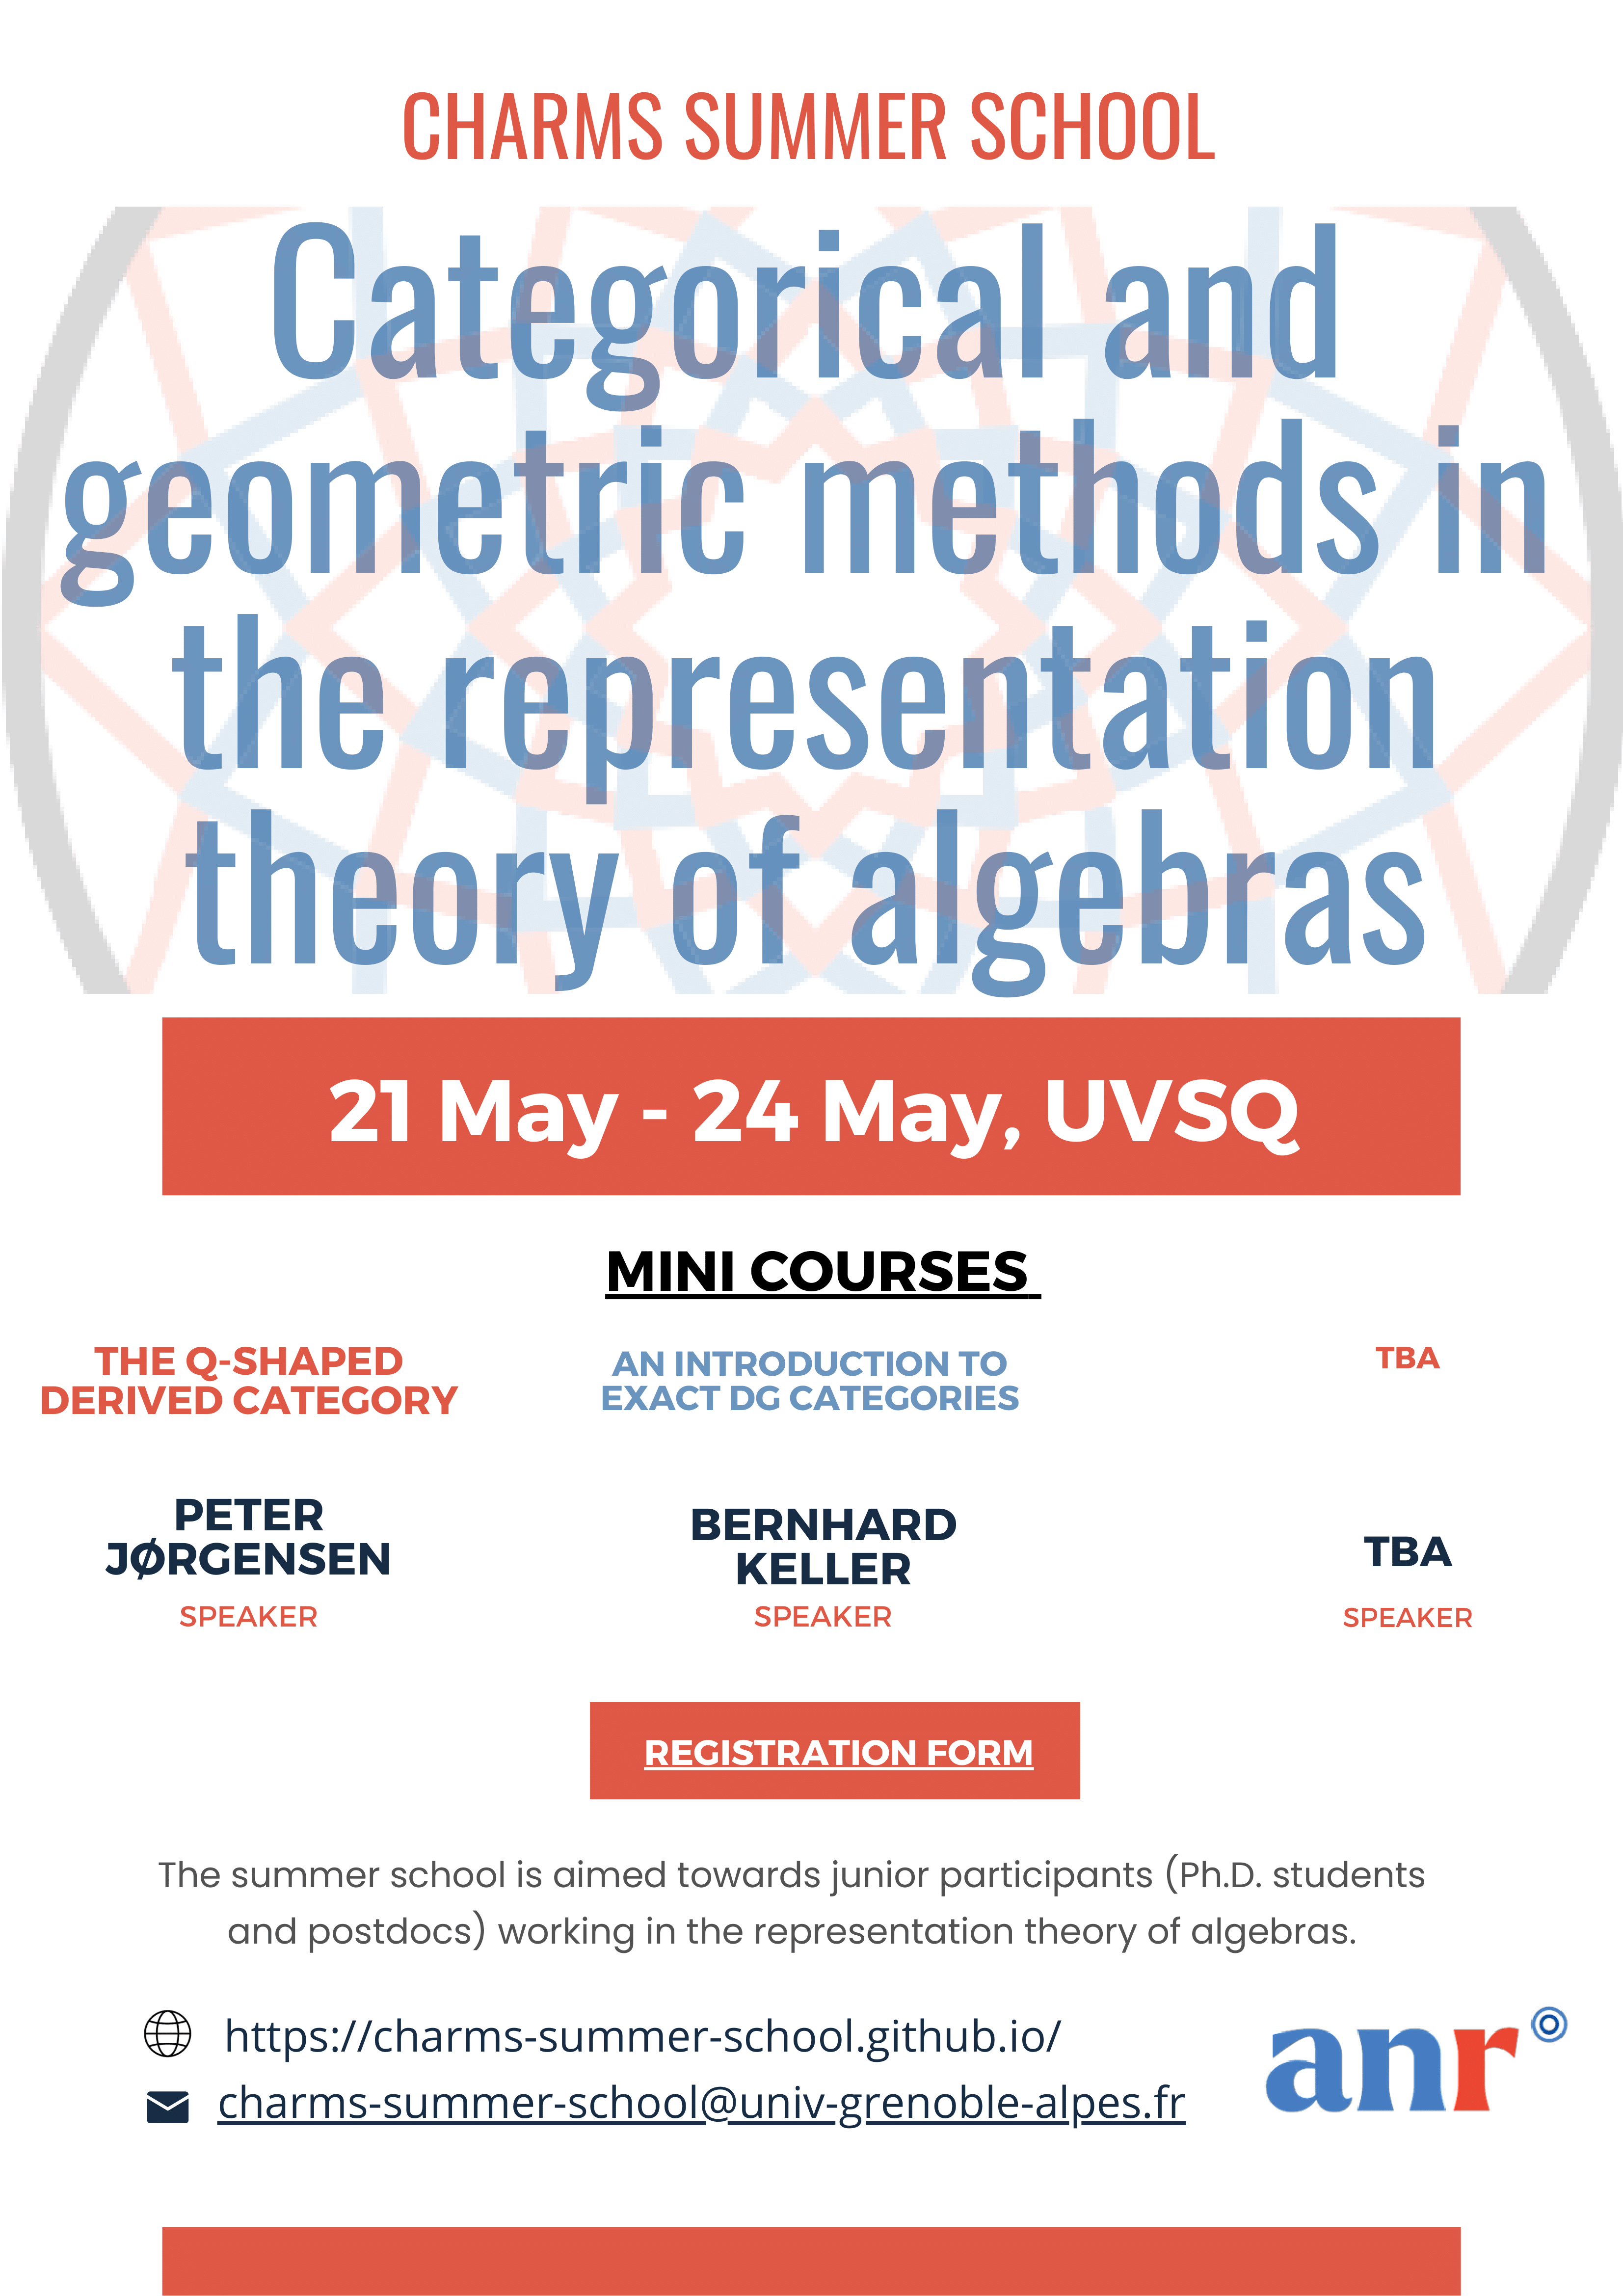 CHARMS SUMMER SCHOOL
Categorical and
geometric methods in
the representation
theory of algebras
21 May - 24 May, UVSQ
MINI COURSES
THE Q-SHAPED
DERIVED CATEGORY
PETER
JØRGENSEN
SPEAKER
AN INTRODUCTION TO
EXACT DG CATEGORIES
BERNHARD
KELLER
SPEAKER
TBA
TBA
SPEAKER
REGISTRATION FORM
The summer school is aimed towards junior participants (Ph.D. students
and postdocs) working in the representation theory of algebras.
https://charms-summer-school.github.io/
charms-summer-school@univ-grenoble-alpes.fr
anr